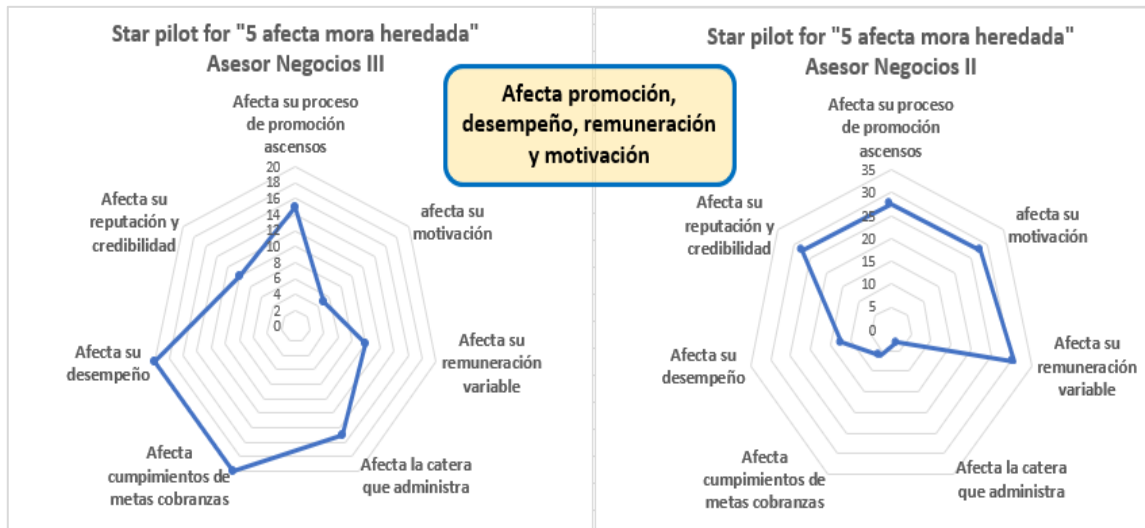 Star pilot for "5 afecta mora heredada"
Asesor Negocios III
Afecta su proceso
de promoción
ascensos
20
18
16
14
12
10
8
6
4
2
0
afecta su
motivación
Afecta su
remuneración
variable
Afecta la catera
que administra
Afecta
cumpimientos de
metas cobranzas
Afecta su
desempeño
Afecta su
reputación y
credibilidad
Afecta promoción,
desempeño, remuneración
y motivación
Star pilot for "5 afecta mora heredada"
Asesor Negocios II
Afecta su proceso
de promoción
ascensos
35
30
25
20
15
10
5
0
afecta su
motivación
Afecta su
remuneración
variable
Afecta la catera
que administra
Afecta
cumpimientos de
metas cobranzas
Afecta su
desempeño
Afecta su
reputación y
credibilidad